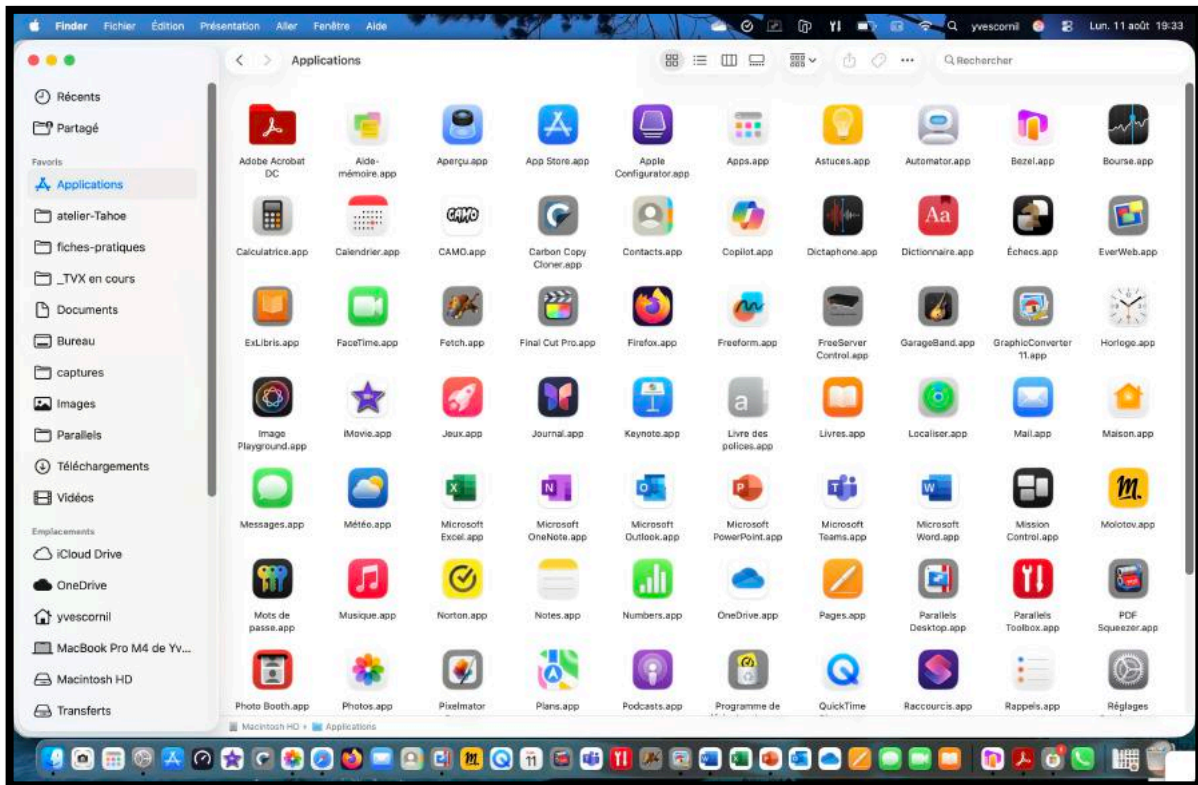 Finder Fichier Édition Présentation Aller Fenêtre Aide yvescornil Lun. 11 août 19:33
Applications
Rechercher
Récents
Partagé
Favoris
Applications
atelier-Tahoe
fiches-pratiques
_TVX en cours
Documents
Bureau
captures
Images
Parallels
Téléchargements
Vidéos
Emplacements
iCloud Drive
OneDrive
yvescornil
MacBook Pro M4 de Yv...
Macintosh HD
Transferts
Adobe Acrobat DC
Aide-mémoire.app
Aperçu.app
App Store.app
Apple Configurator.app
Apps.app
Astuces.app
Automator.app
Bezel.app
Bourse.app
CAMO
Aa
Calculatrice.app
Calendrier.app
CAMO.app
Carbon Copy Cloner.app
Contacts.app
Copilot.app
Dictaphone.app
Dictionnaire.app
Échecs.app
EverWeb.app
ExLibris.app
FaceTime.app
Fetch.app
Final Cut Pro.app
Firefox.app
Freeform.app
FreeServer Control.app
GarageBand.app
GraphicConverter 11.app
Horloge.app
a
Image Playground.app
iMovie.app
Jeux.app
Journal.app
Keynote.app
Livre des polices.app
Livres.app
Localiser.app
Mail.app
Maison.app
Messages.app
Météo.app
Microsoft Excel.app
Microsoft OneNote.app
Microsoft Outlook.app
Microsoft PowerPoint.app
Microsoft Teams.app
Microsoft Word.app
Mission Control.app
Molotov.app
Mots de passe.app
Musique.app
Norton.app
Notes.app
Numbers.app
OneDrive.app
Pages.app
Parallels Desktop.app
Parallels Toolbox.app
PDF Squeezer.app
Photo Booth.app
Photos.app
Pixelmator
Plans.app
Podcasts.app
Programme de
QuickTime
Raccourcis.app
Rappels.app
Réglages
Macintosh HD Applications
11